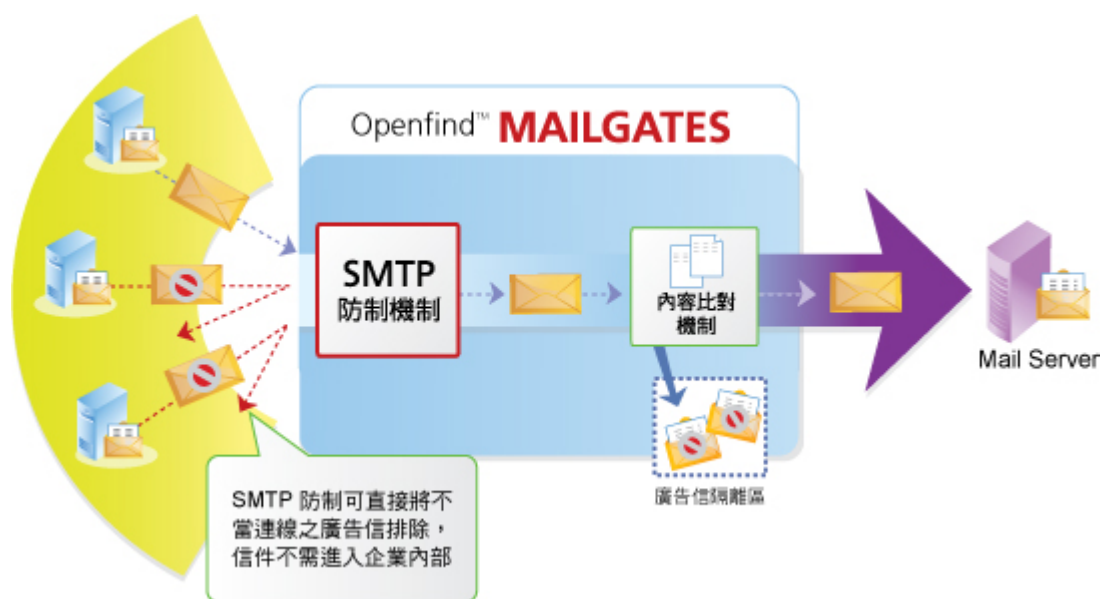 Openfind™ MAILGATES
SMTP
防制機制
內容比對
機制
Mail Server
廣告信隔離區
SMTP 防制可直接將不
當連線之廣告信排除，
信件不需進入企業內部